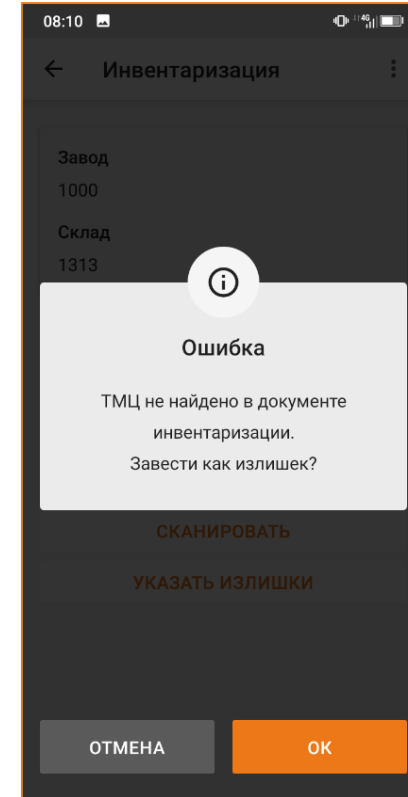 08:10
4G
Инвентаризация
Завод
1000
Склад
1313
Ошибка
ТМЦ не найдено в документе
инвентаризации.
Завести как излишек?
СКАНИРОВАТЬ
УКАЗАТЬ ИЗЛИШКИ
ОТМЕНА
ОК